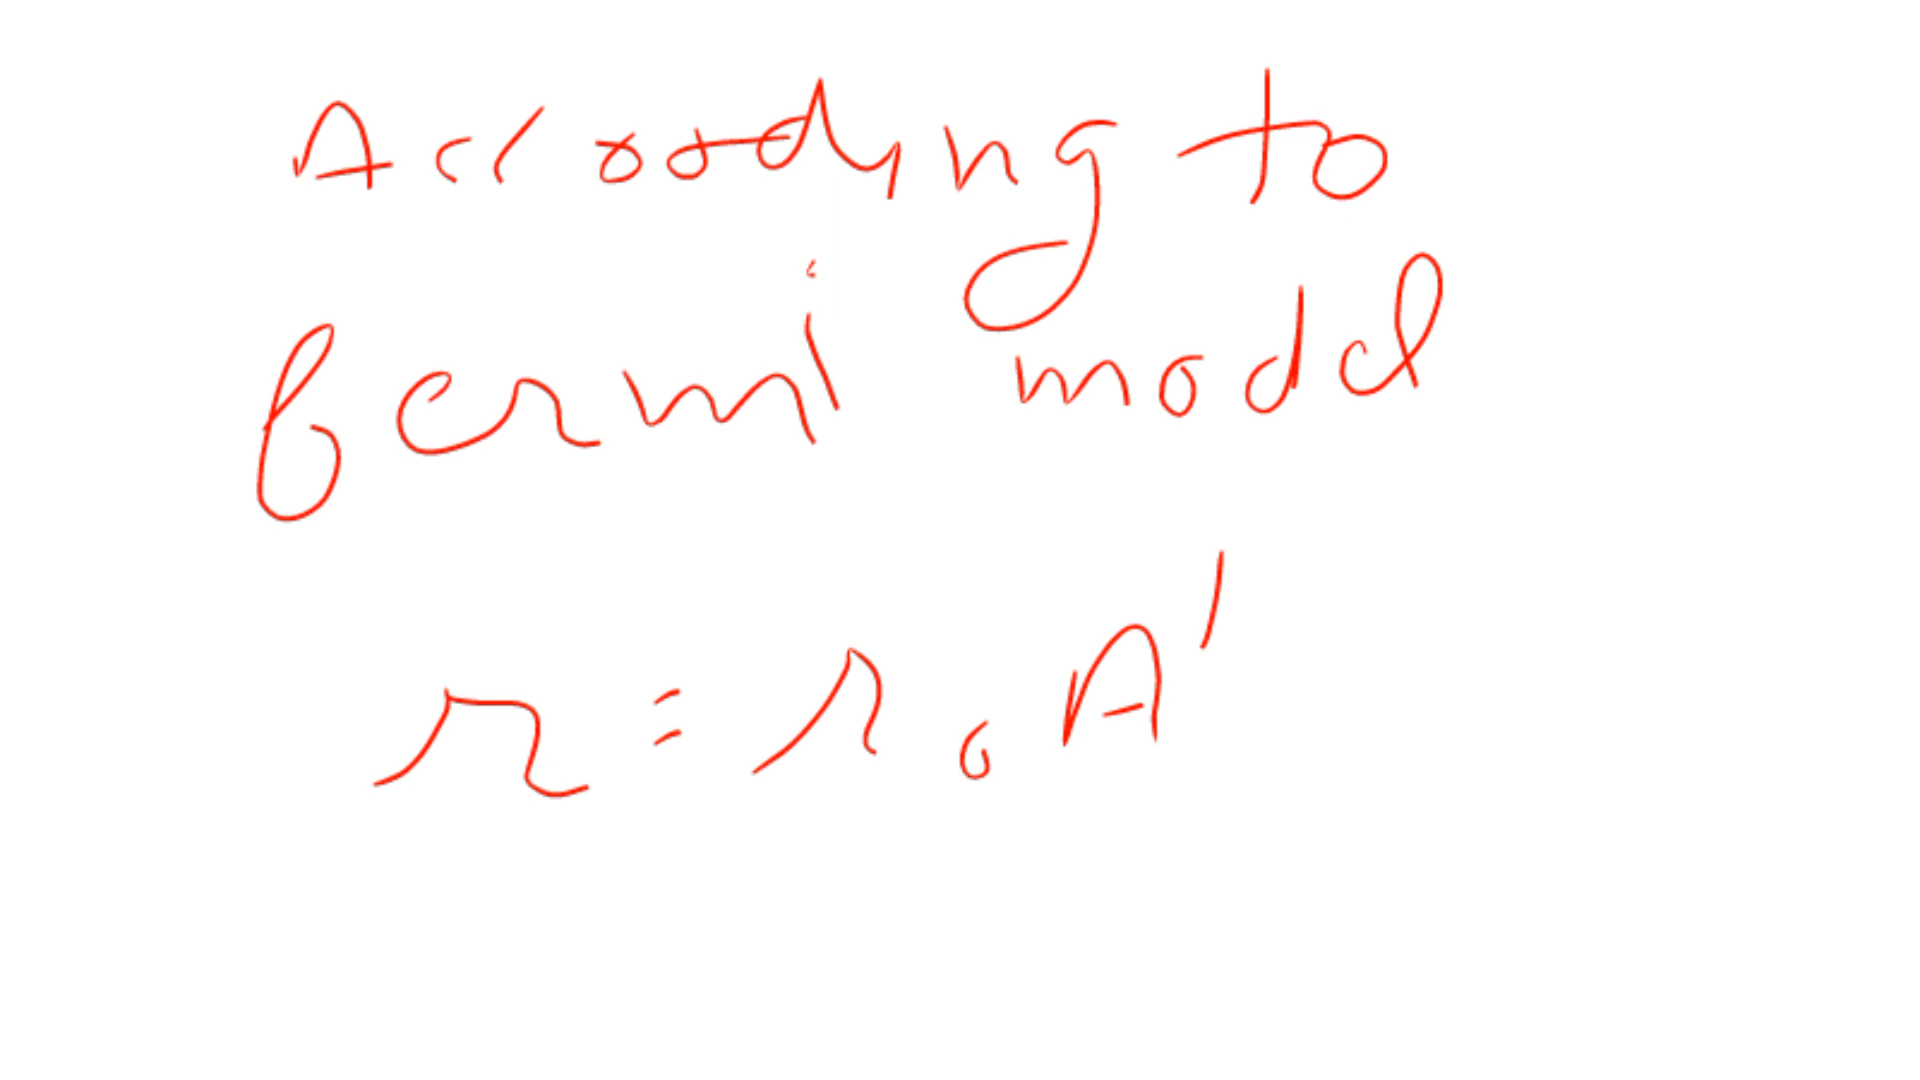 According to
fermi model
r = r₀A'